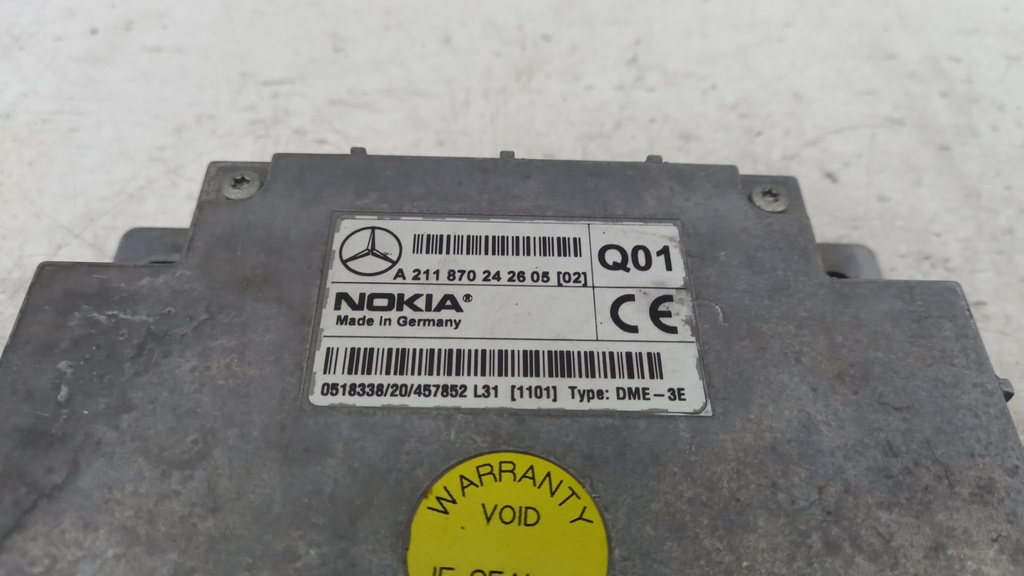 A 211 870 24 26 05 [02]
Q01
NOKIA®
Made in Germany
CE
0518338/20/457852 L31 [1101] Type: DME-3E
WARRANTY
VOID
IF